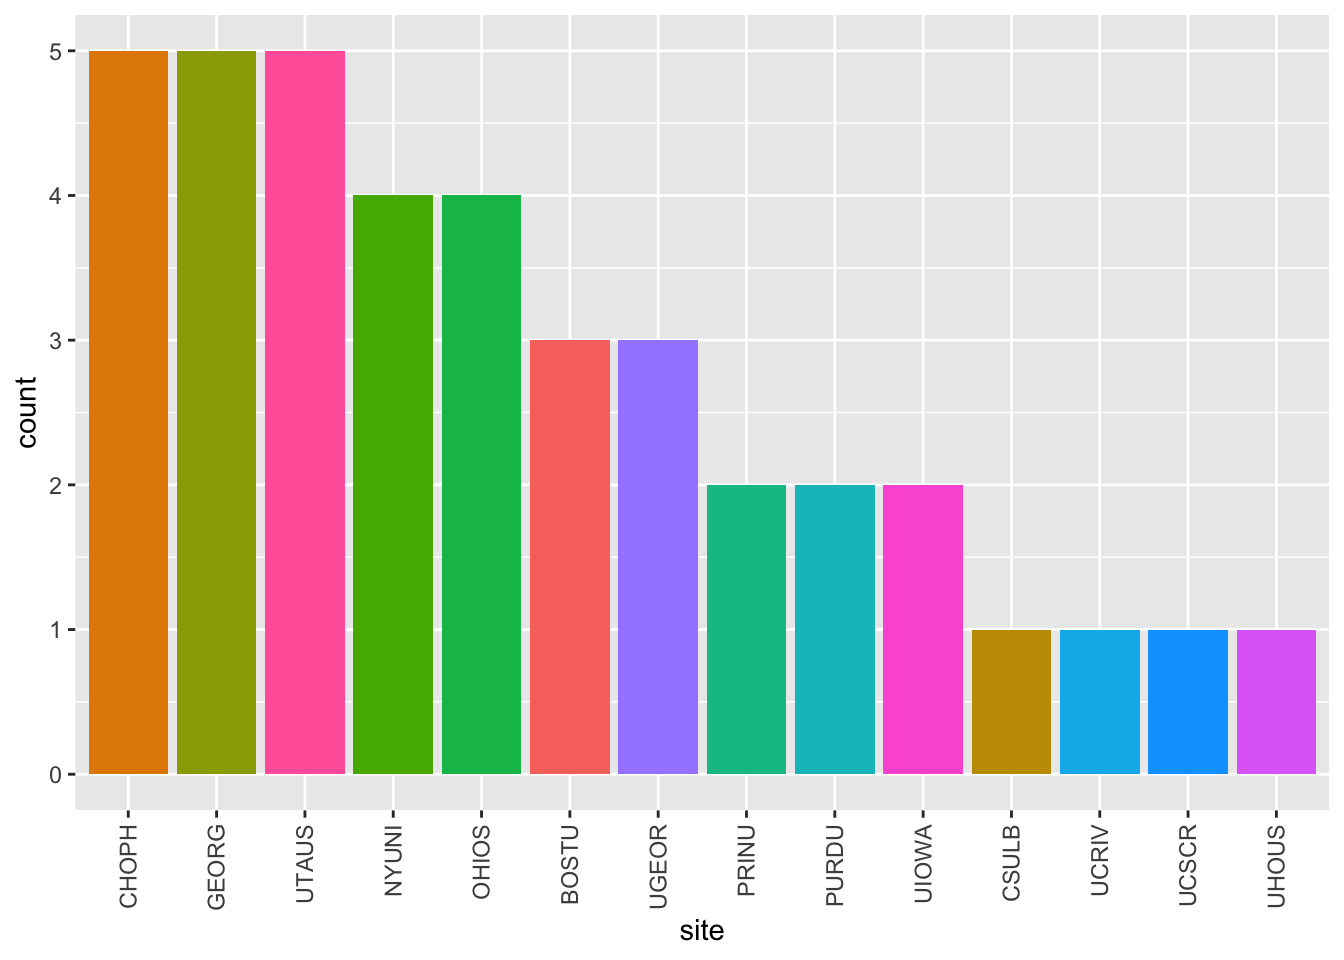 5
4
3
2
1
0
count
CHOPH
GEORG
UTAUS
NYUNI
OHIOS
BOSTU
UGEOR
PRINU
PURDU
UIOWA
CSULB
UCRIV
UCSCR
UHOUS
site